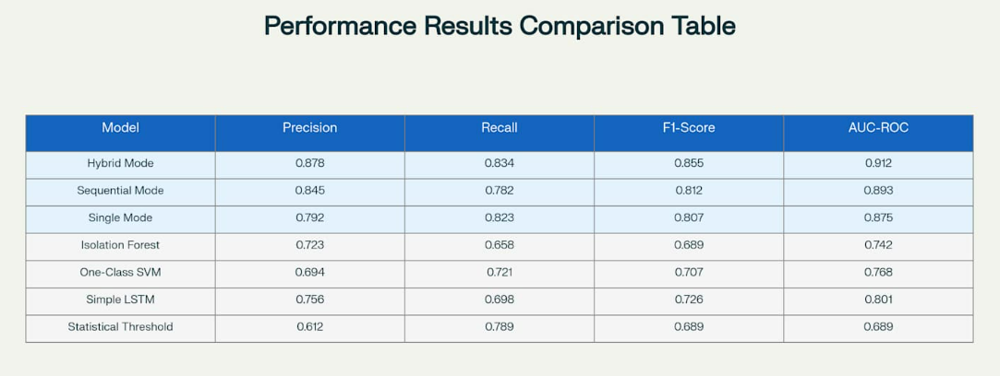 Performance Results Comparison Table
Model Precision Recall F1-Score AUC-ROC
Hybrid Mode 0.878 0.834 0.855 0.912
Sequential Mode 0.845 0.782 0.812 0.893
Single Mode 0.792 0.823 0.807 0.875
Isolation Forest 0.723 0.658 0.689 0.742
One-Class SVM 0.694 0.721 0.707 0.768
Simple LSTM 0.756 0.698 0.726 0.801
Statistical Threshold 0.612 0.789 0.689 0.689